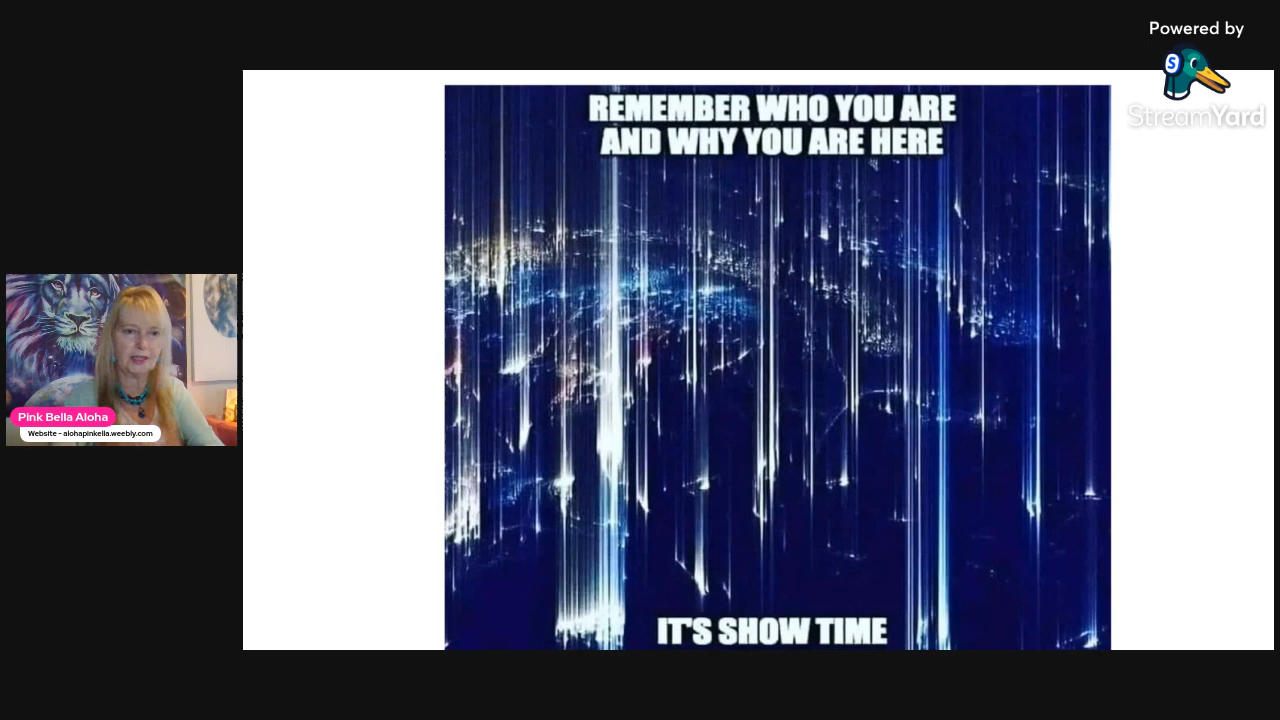 Powered by
StreamYard
REMEMBER WHO YOU ARE
AND WHY YOU ARE HERE
Pink Bella Aloha
Website - alohapinkella.weebly.com
IT'S SHOW TIME